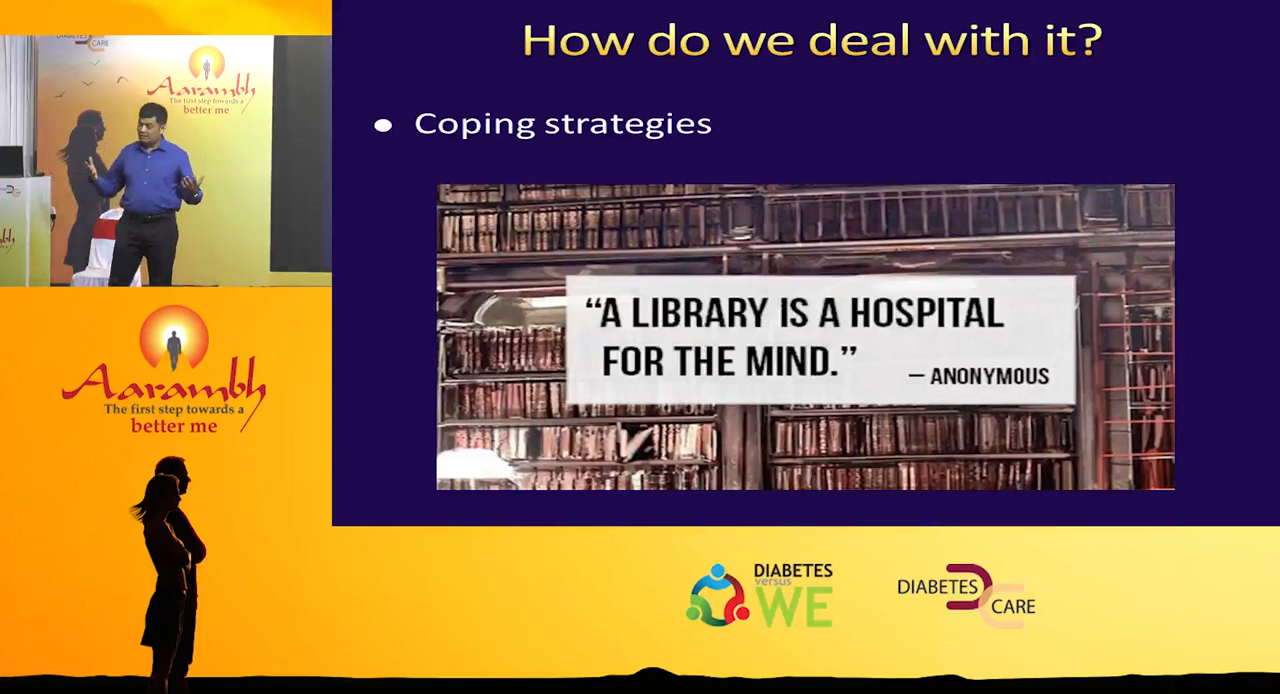 How do we deal with it?
CARE
Aarambh
The first step towards a
better me
● Coping strategies
“A LIBRARY IS A HOSPITAL
FOR THE MIND.”
– ANONYMOUS
Aarambh
The first step towards a
better me
DIABETES
versus
WE
DIABETES
CARE